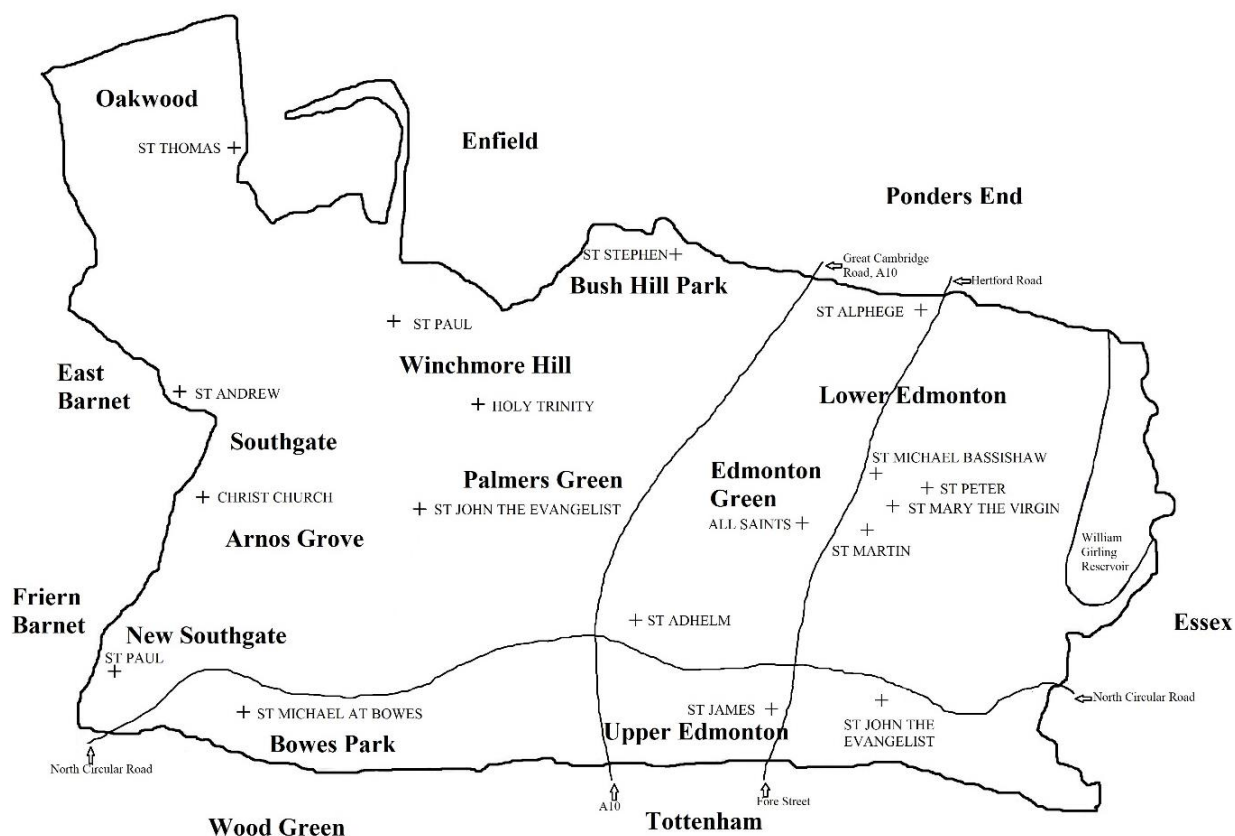 Oakwood
ST THOMAS
Enfield
Ponders End
ST STEPHEN
Bush Hill Park
Great Cambridge
Road, A10
Hertford Road
ST ALPHEGE
ST PAUL
Winchmore Hill
East
Barnet
ST ANDREW
HOLY TRINITY
Lower Edmonton
Southgate
ST MICHAEL BASSISHAW
Palmers Green
Edmonton
Green
ST PETER
CHRIST CHURCH
ST JOHN THE EVANGELIST
ST MARY THE VIRGIN
ALL SAINTS
Arnos Grove
ST MARTIN
William
Girling
Reservoir
Friern
Barnet
ST ADHELM
Essex
New Southgate
ST PAUL
North Circular Road
ST MICHAEL AT BOWES
ST JAMES
ST JOHN THE
EVANGELIST
Upper Edmonton
Bowes Park
North Circular Road
A10
Fore Street
Wood Green
Tottenham